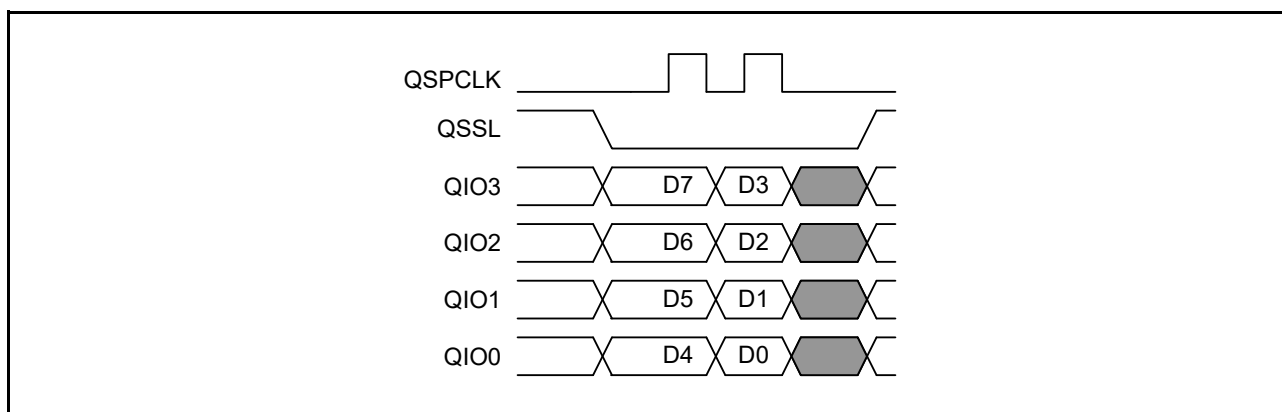 QSPCLK
QSSL
QIO3 D7 D3
QIO2 D6 D2
QIO1 D5 D1
QIO0 D4 D0